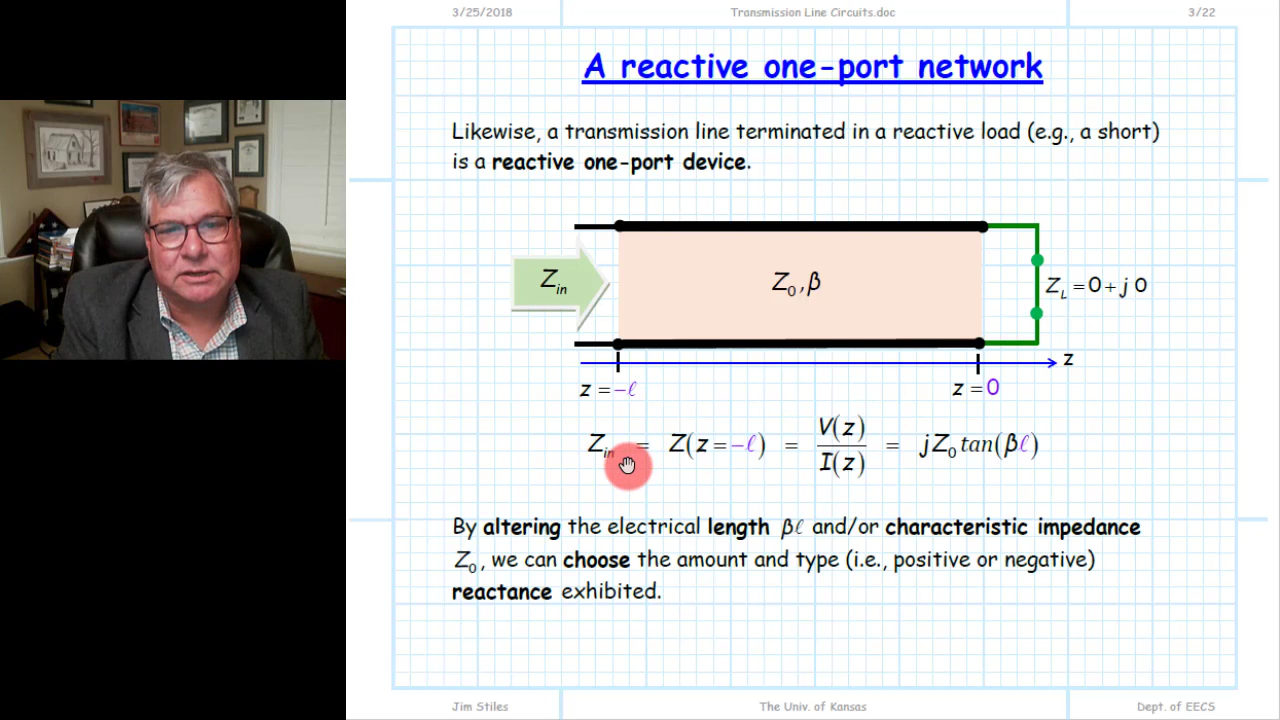 3/25/2018 Transmission Line Circuits.doc 3/22
A reactive one-port network
Likewise, a transmission line terminated in a reactive load (e.g., a short)
is a reactive one-port device.
Z_in Z_0, β Z_L = 0 + j 0
z
z = -ℓ z = 0
Z_in = Z(z = -ℓ) = V(z)/I(z) = j Z_0 tan(βℓ)
By altering the electrical length βℓ and/or characteristic impedance
Z_0, we can choose the amount and type (i.e., positive or negative)
reactance exhibited.
Jim Stiles The Univ. of Kansas Dept. of EECS